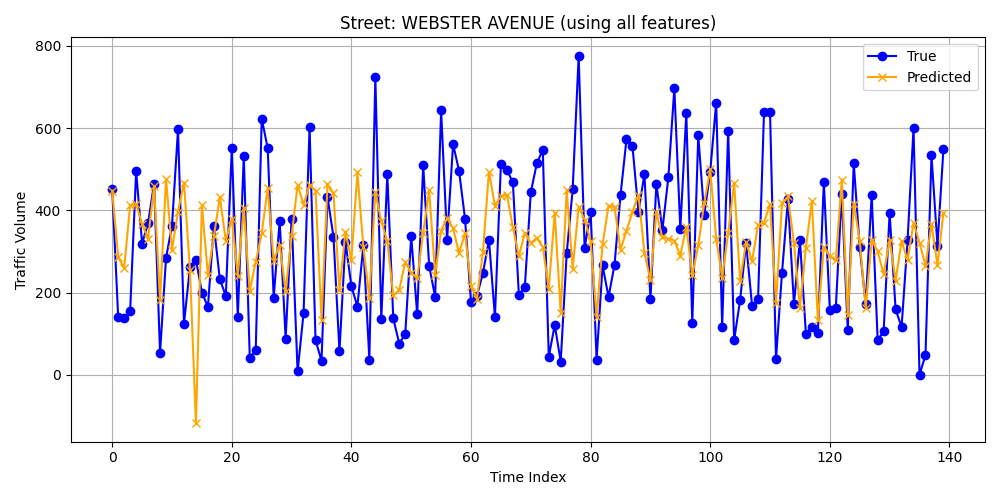 Street: WEBSTER AVENUE (using all features)
True
Predicted
Traffic Volume
800
600
400
200
0
0 20 40 60 80 100 120 140
Time Index